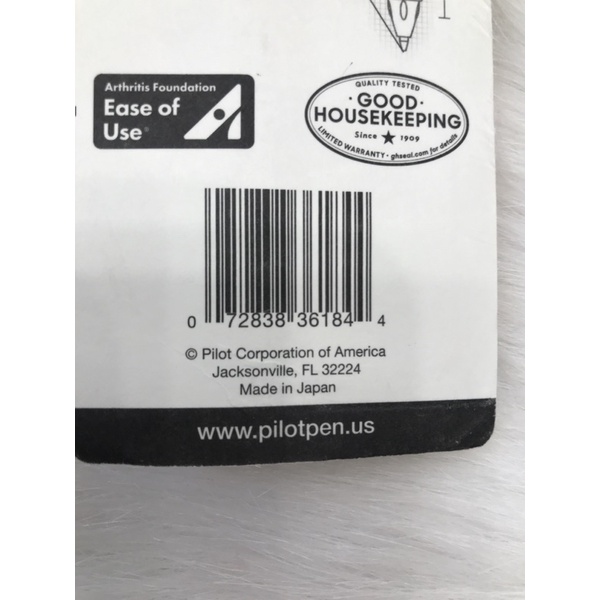 Arthritis Foundation
Ease of
Use®
QUALITY TESTED
· GOOD ·
HOUSEKEEPING
Since ★ 1909
LIMITED WARRANTY · ghseal.com for details
0 72838 36184 4
© Pilot Corporation of America
Jacksonville, FL 32224
Made in Japan
www.pilotpen.us